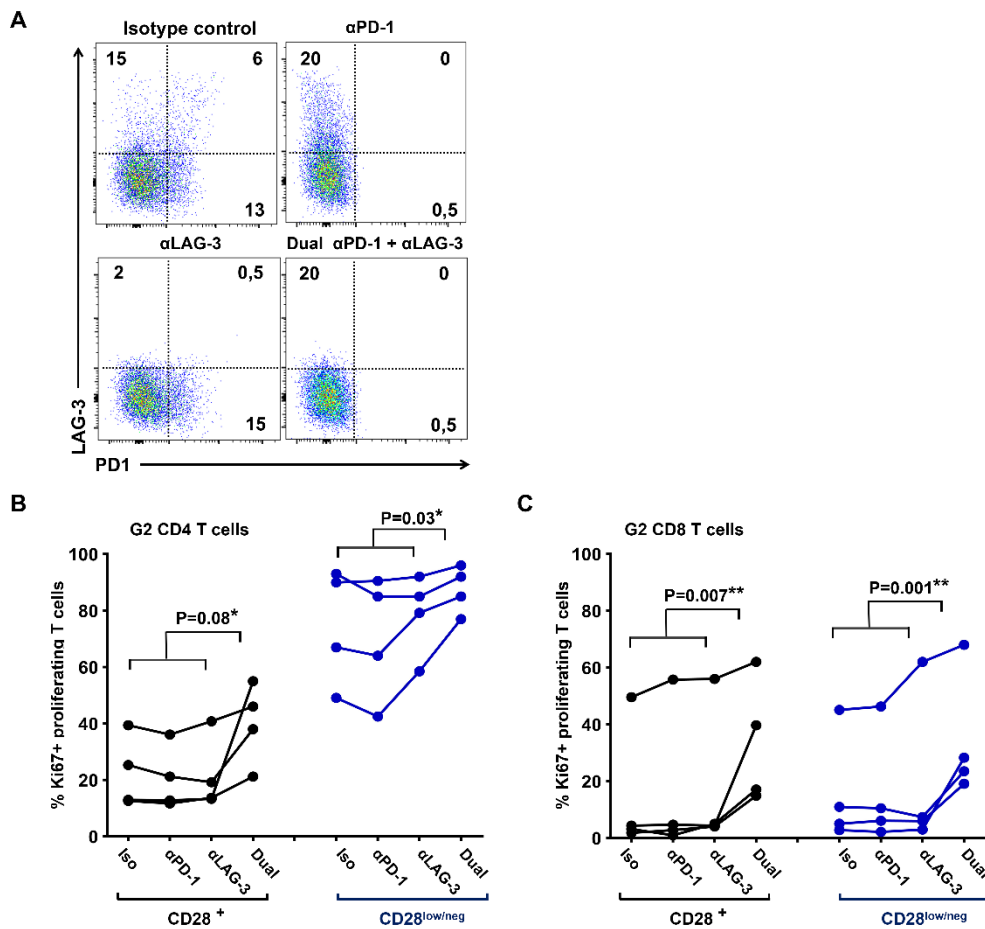 A
Isotype control
αPD-1
15 6
20 0
13
0,5
αLAG-3
Dual αPD-1 + αLAG-3
2 0,5
20 0
15
0,5
LAG-3
PD1
B
G2 CD4 T cells
P=0.08*
P=0.03*
% Ki67+ proliferating T cells
100
80
60
40
20
0
Iso αPD-1 αLAG-3 Dual
Iso αPD-1 αLAG-3 Dual
CD28 +
CD28low/neg
C
G2 CD8 T cells
P=0.007**
P=0.001**
% Ki67+ proliferating T cells
100
80
60
40
20
0
Iso αPD-1 αLAG-3 Dual
Iso αPD-1 αLAG-3 Dual
CD28 +
CD28low/neg